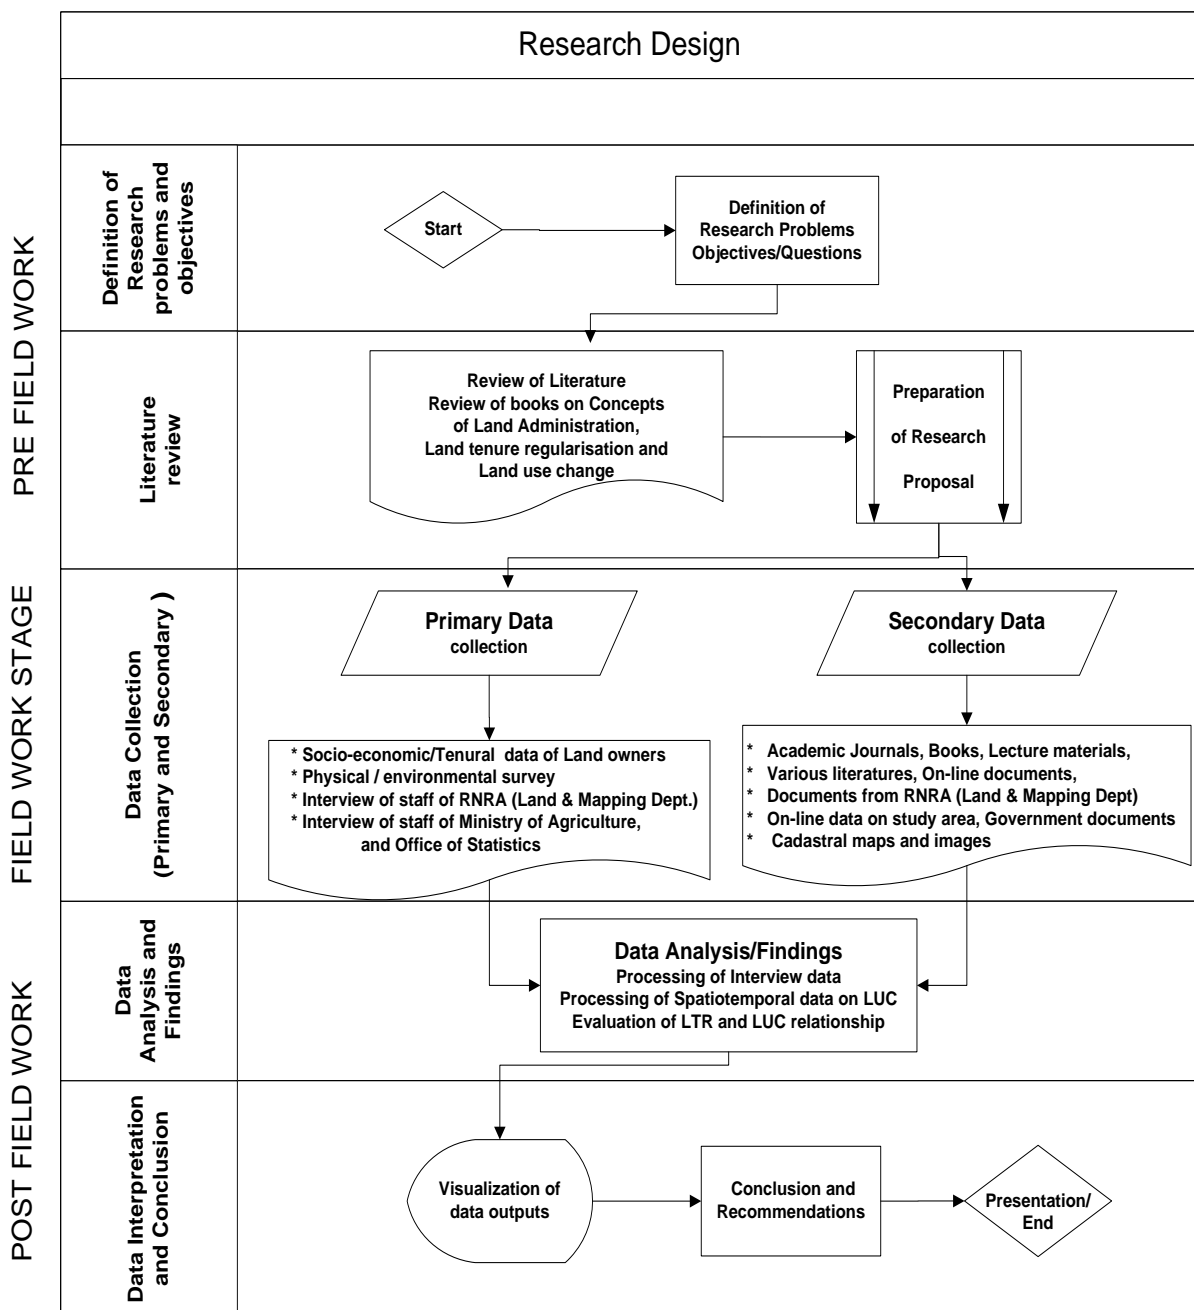 Research Design
PRE FIELD WORK
Definition of
Research
problems and
objectives
Start
Definition of
Research Problems
Objectives/Questions
Literature
review
Review of Literature
Review of books on Concepts
of Land Administration,
Land tenure regularisation and
Land use change
Preparation
of Research
Proposal
FIELD WORK STAGE
Data Collection
(Primary and Secondary )
Primary Data
collection
Secondary Data
collection
* Socio-economic/Tenural data of Land owners
* Physical / environmental survey
* Interview of staff of RNRA (Land & Mapping Dept.)
* Interview of staff of Ministry of Agriculture,
and Office of Statistics
* Academic Journals, Books, Lecture materials,
* Various literatures, On-line documents,
* Documents from RNRA (Land & Mapping Dept)
* On-line data on study area, Government documents
* Cadastral maps and images
POST FIELD WORK
Data
Analysis and
Findings
Data Analysis/Findings
Processing of Interview data
Processing of Spatiotemporal data on LUC
Evaluation of LTR and LUC relationship
Data Interpretation
and Conclusion
Visualization of
data outputs
Conclusion and
Recommendations
Presentation/
End